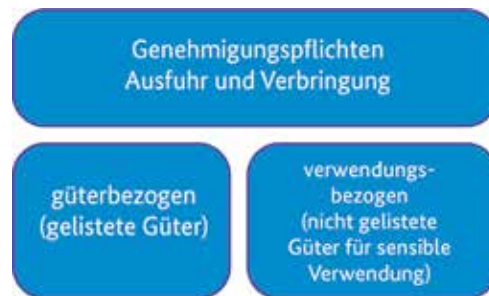 Genehmigungspflichten
Ausfuhr und Verbringung
güterbezogen
(gelistete Güter)
verwendungs-
bezogen
(nicht gelistete
Güter für sensible
Verwendung)